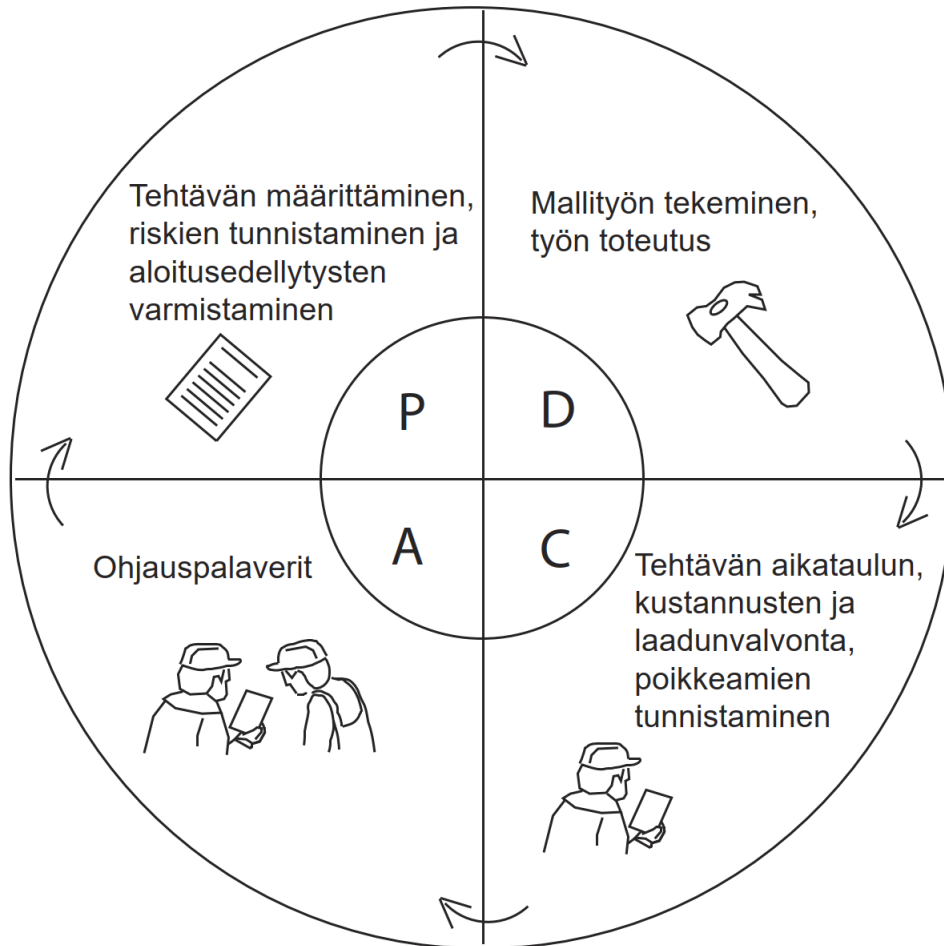 Tehtävän määrittäminen,
riskien tunnistaminen ja
aloitusedellytysten
varmistaminen
Mallityön tekeminen,
työn toteutus
P
D
A
C
Ohjauspalaverit
Tehtävän aikataulun,
kustannusten ja
laadunvalvonta,
poikkeamien
tunnistaminen